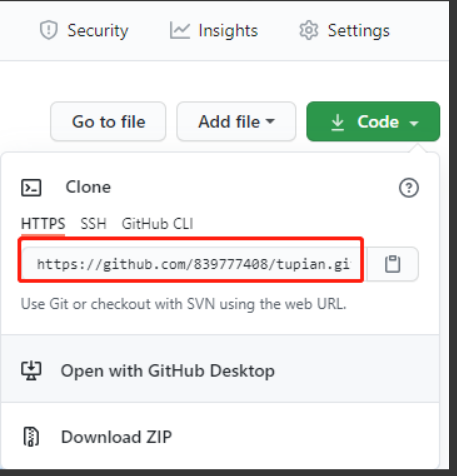 Security Insights Settings
Go to file Add file Code
Clone
HTTPS SSH GitHub CLI
https://github.com/839777408/tupian.gi
Use Git or checkout with SVN using the web URL.
Open with GitHub Desktop
Download ZIP